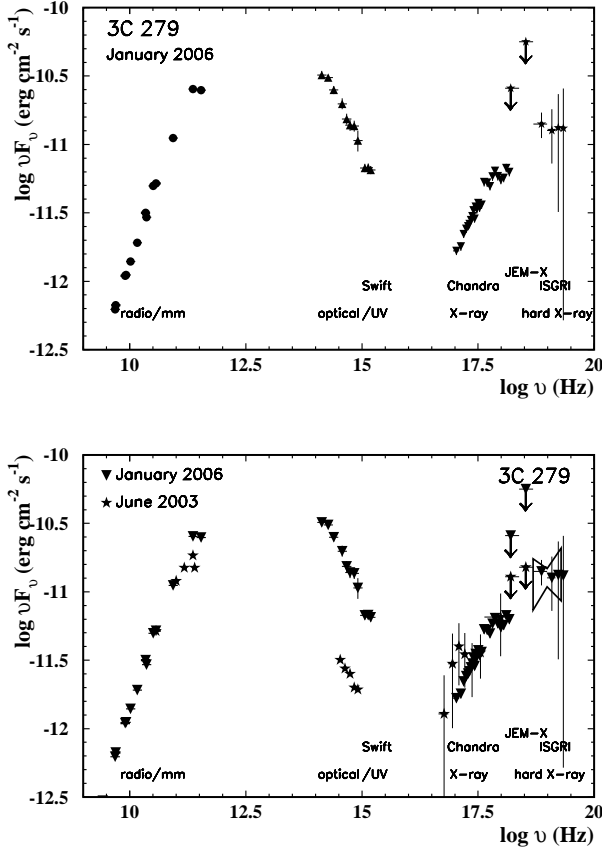 log νFν (erg cm-2 s-1)
-10
-10.5
-11
-11.5
-12
-12.5
3C 279
January 2006
radio/mm
Swift
optical/UV
Chandra
X-ray
JEM-X
ISGRI
hard X-ray
10
12.5
15
17.5
20
log ν (Hz)
log νFν (erg cm-2 s-1)
-10
-10.5
-11
-11.5
-12
-12.5
January 2006
June 2003
3C 279
radio/mm
Swift
optical/UV
Chandra
X-ray
JEM-X
ISGRI
hard X-ray
10
12.5
15
17.5
20
log ν (Hz)